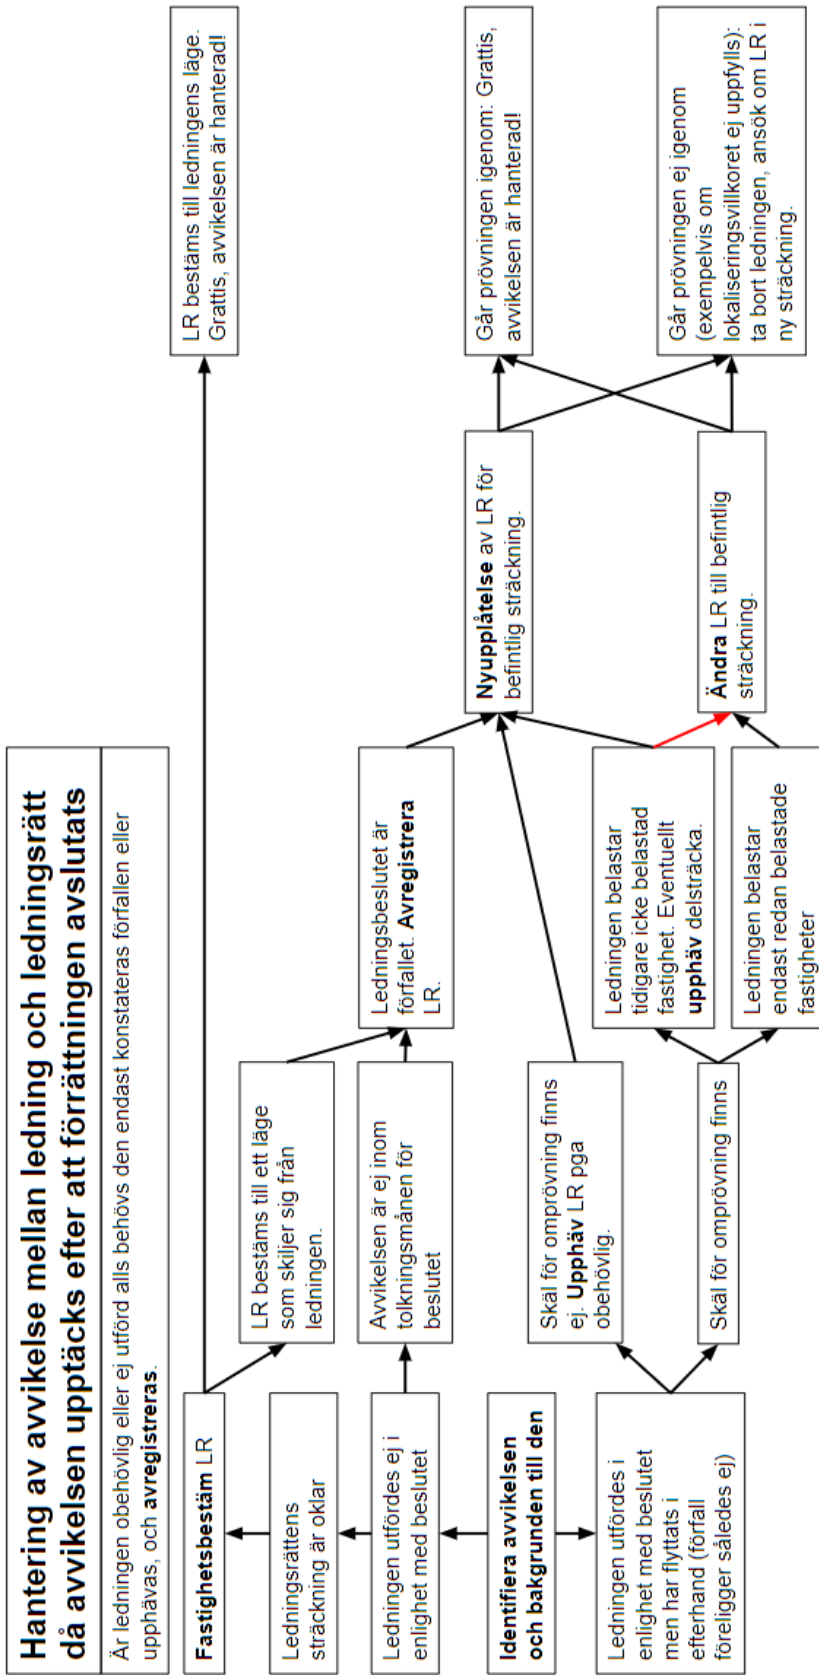 Hantering av avvikelse mellan ledning och ledningsrätt
då avvikelsen upptäcks efter att förrättningen avslutats
Är ledningen obehövlig eller ej utförd alls behövs den endast konstateras förfallen eller
upphävas, och avregistreras.
Fastighetsbestäm LR
Ledningsrättens
sträckning är oklar
Ledningen utfördes ej i
enlighet med beslutet
Identifiera avvikelsen
och bakgrunden till den
Ledningen utfördes i
enlighet med beslutet
men har flyttats i
efterhand (förfall
föreligger således ej)
LR bestäms till ett läge
som skiljer sig från
ledningen.
Avvikelsen är ej inom
tolkningsmånen för
beslutet
Skäl för omprövning finns
ej. Upphäv LR pga
obehövlig.
Skäl för omprövning finns
Ledningsbeslutet är
förfallet. Avregistrera
LR.
Ledningen belastar
tidigare icke belastad
fastighet. Eventuellt
upphäv delsträcka.
Ledningen belastar
endast redan belastade
fastigheter
Nyupplåtelse av LR för
befintlig sträckning.
Ändra LR till befintlig
sträckning.
LR bestäms till ledningens läge.
Grattis, avvikelsen är hanterad!
Går prövningen igenom: Grattis,
avvikelsen är hanterad!
Går prövningen ej igenom
(exempelvis om
lokaliseringsvillkoret ej uppfylls):
ta bort ledningen, ansök om LR i
ny sträckning.